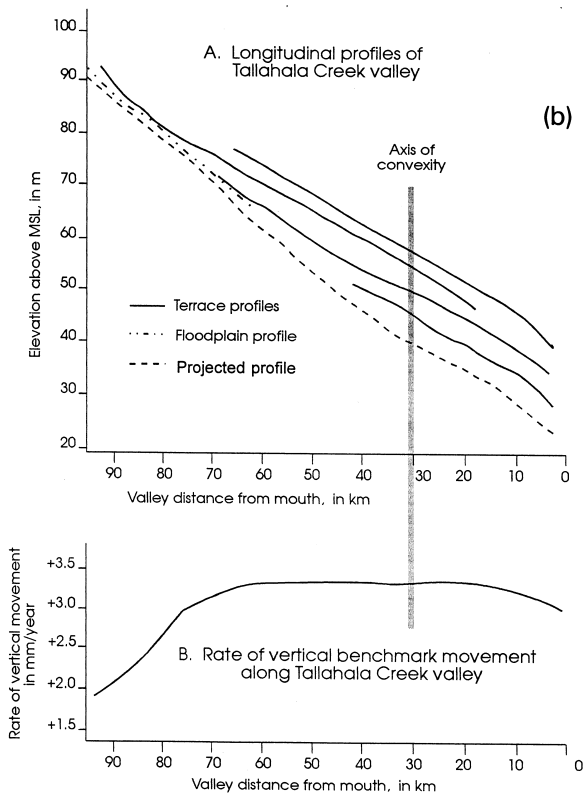 100
A. Longitudinal profiles of
Tallahala Creek valley
(b)
90
80
Axis of
convexity
70
60
50
40
30
20
Elevation above MSL, in m
Terrace profiles
Floodplain profile
Projected profile
90 80 70 60 50 40 30 20 10 0
Valley distance from mouth, in km
+3.5
+3.0
+2.5
+2.0
+1.5
Rate of vertical movement
in mm/year
B. Rate of vertical benchmark movement
along Tallahala Creek valley
90 80 70 60 50 40 30 20 10 0
Valley distance from mouth, in km